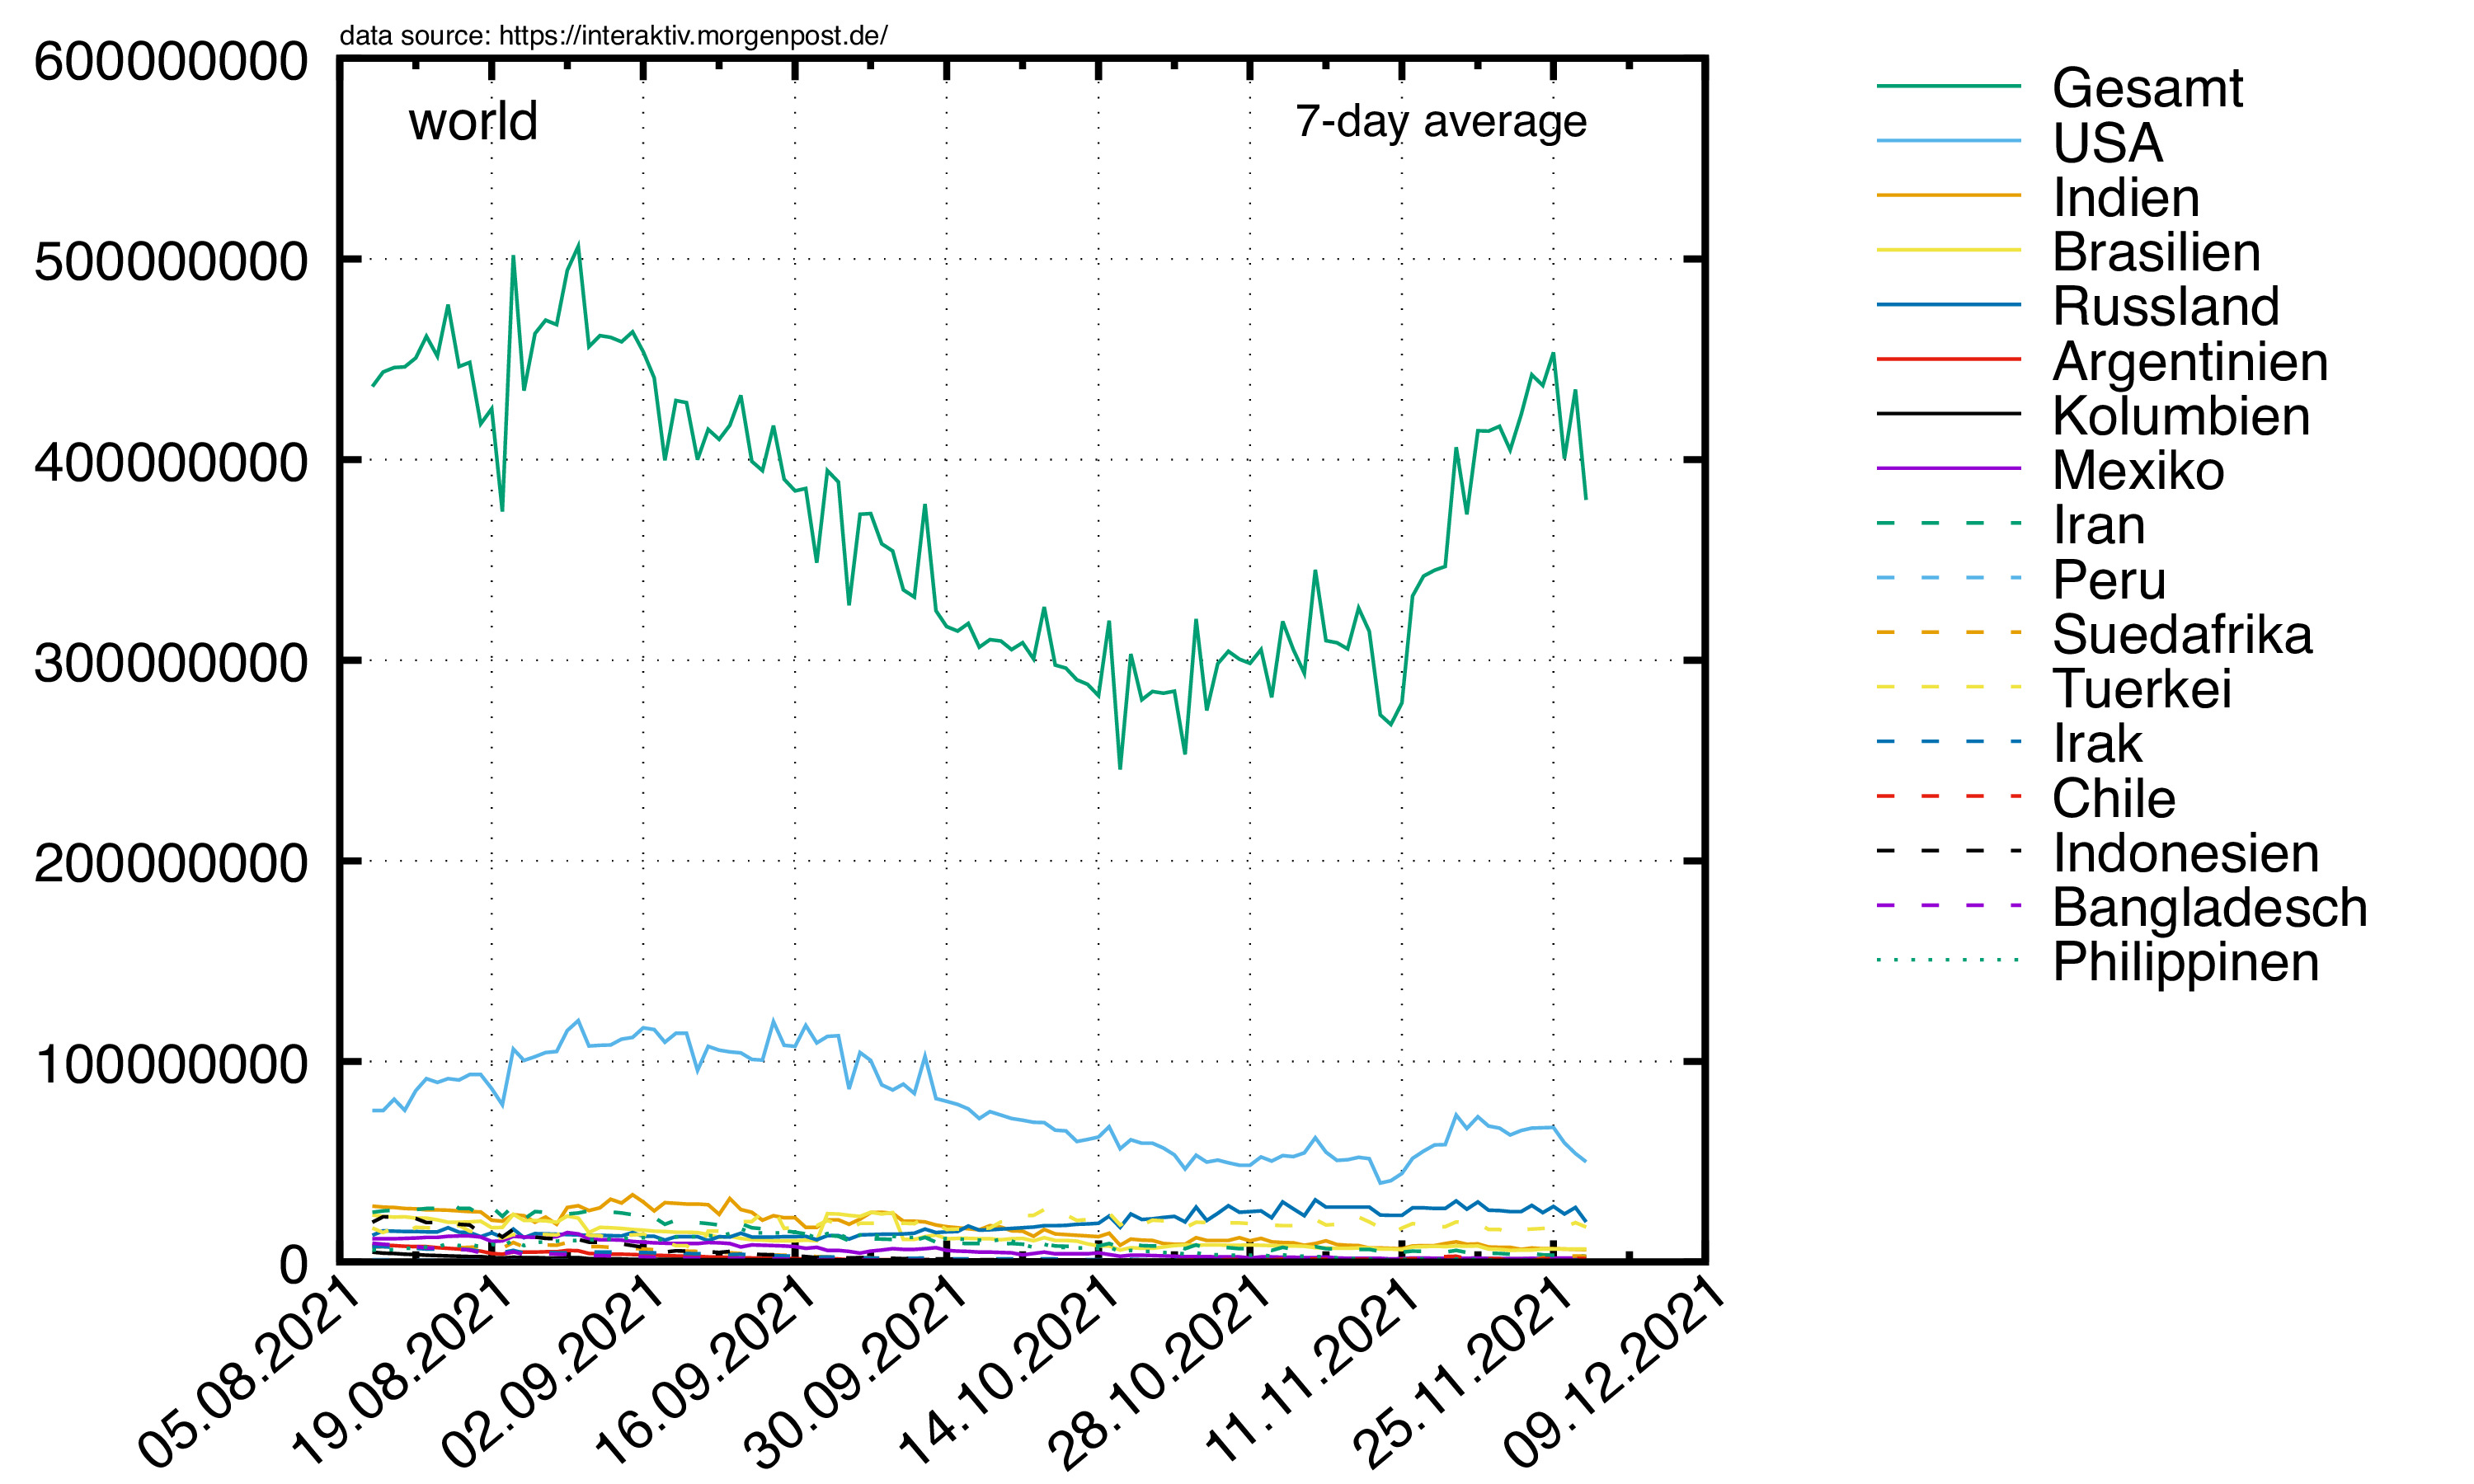 data source: https://interaktiv.morgenpost.de/
world
7-day average
600000000
500000000
400000000
300000000
200000000
100000000
0
05.08.2021
19.08.2021
02.09.2021
16.09.2021
30.09.2021
14.10.2021
28.10.2021
11.11.2021
25.11.2021
09.12.2021
Gesamt
USA
Indien
Brasilien
Russland
Argentinien
Kolumbien
Mexiko
Iran
Peru
Suedafrika
Tuerkei
Irak
Chile
Indonesien
Bangladesch
Philippinen